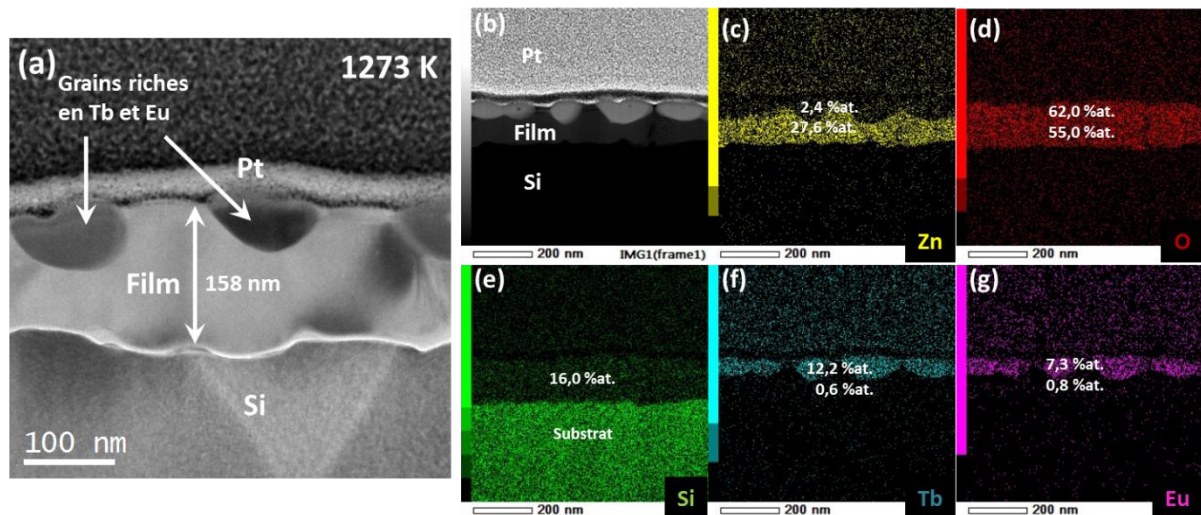 (a)
1273 K
Grains riches
en Tb et Eu
Pt
Film
158 nm
Si
100 nm
(b)
Pt
Film
Si
200 nm
IMG1(frame1)
(c)
2,4 %at.
27,6 %at.
Zn
200 nm
(d)
62,0 %at.
55,0 %at.
O
200 nm
(e)
16,0 %at.
Substrat
Si
200 nm
(f)
12,2 %at.
0,6 %at.
Tb
200 nm
(g)
7,3 %at.
0,8 %at.
Eu
200 nm